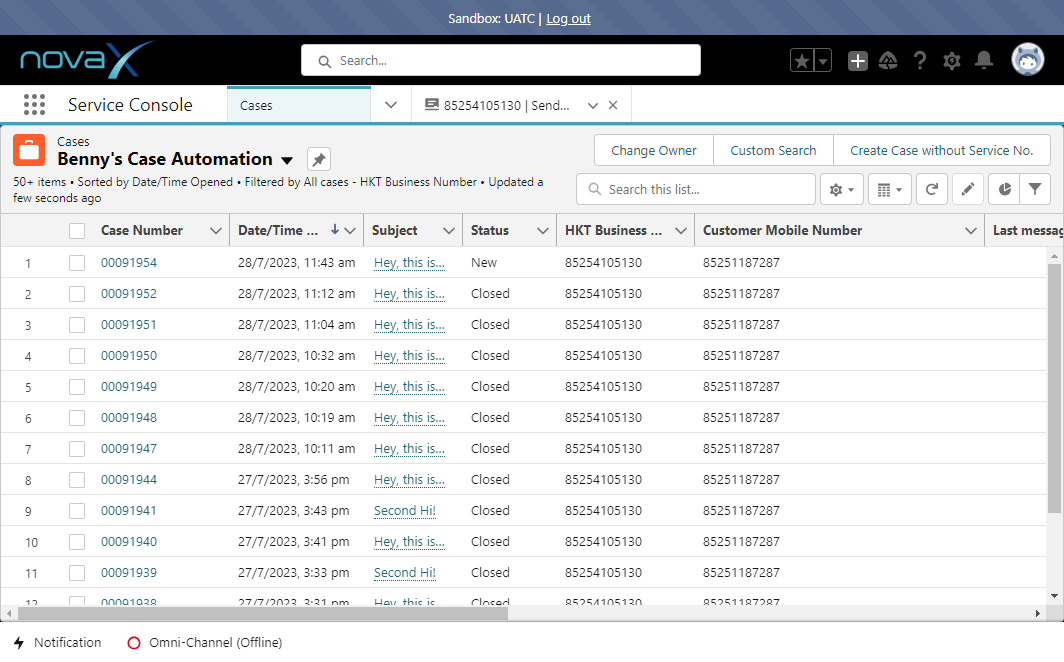 Sandbox: UATC | Log out
novaX
Search...
Service Console
Cases
85254105130 | Send...
Cases
Benny's Case Automation
50+ items • Sorted by Date/Time Opened • Filtered by All cases - HKT Business Number • Updated a
few seconds ago
Change Owner
Custom Search
Create Case without Service No.
Search this list...
Case Number Date/Time ... Subject Status HKT Business ... Customer Mobile Number Last messag
1 00091954 28/7/2023, 11:43 am Hey, this is... New 85254105130 85251187287
2 00091952 28/7/2023, 11:12 am Hey, this is... Closed 85254105130 85251187287
3 00091951 28/7/2023, 11:04 am Hey, this is... Closed 85254105130 85251187287
4 00091950 28/7/2023, 10:32 am Hey, this is... Closed 85254105130 85251187287
5 00091949 28/7/2023, 10:20 am Hey, this is... Closed 85254105130 85251187287
6 00091948 28/7/2023, 10:19 am Hey, this is... Closed 85254105130 85251187287
7 00091947 28/7/2023, 10:11 am Hey, this is... Closed 85254105130 85251187287
8 00091944 27/7/2023, 3:56 pm Hey, this is... Closed 85254105130 85251187287
9 00091941 27/7/2023, 3:43 pm Second Hi! Closed 85254105130 85251187287
10 00091940 27/7/2023, 3:41 pm Hey, this is... Closed 85254105130 85251187287
11 00091939 27/7/2023, 3:33 pm Second Hi! Closed 85254105130 85251187287
12 00091938 27/7/2023, 3:31 pm Hey, this is Closed 85254105130 85251187287
Notification
Omni-Channel (Offline)